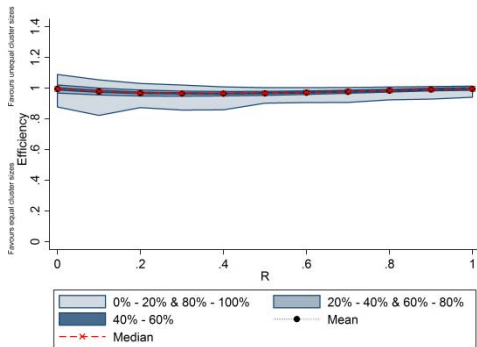 Favours unequal cluster sizes
Favours equal cluster sizes
Efficiency
1.4
1.2
1
.8
.6
.4
.2
0
0
.2
.4
.6
.8
1
R
0% - 20% & 80% - 100%
20% - 40% & 60% - 80%
40% - 60%
Mean
Median